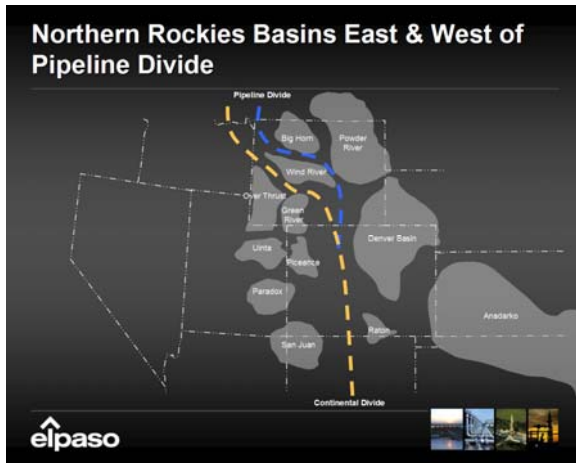 Northern Rockies Basins East & West of
Pipeline Divide
Pipeline Divide
Big Horn
Powder
River
Wind River
Over Thrust
Green
River
Denver Basin
Uinta
Piceance
Paradox
Anadarko
Raton
San Juan
Continental Divide
elpaso